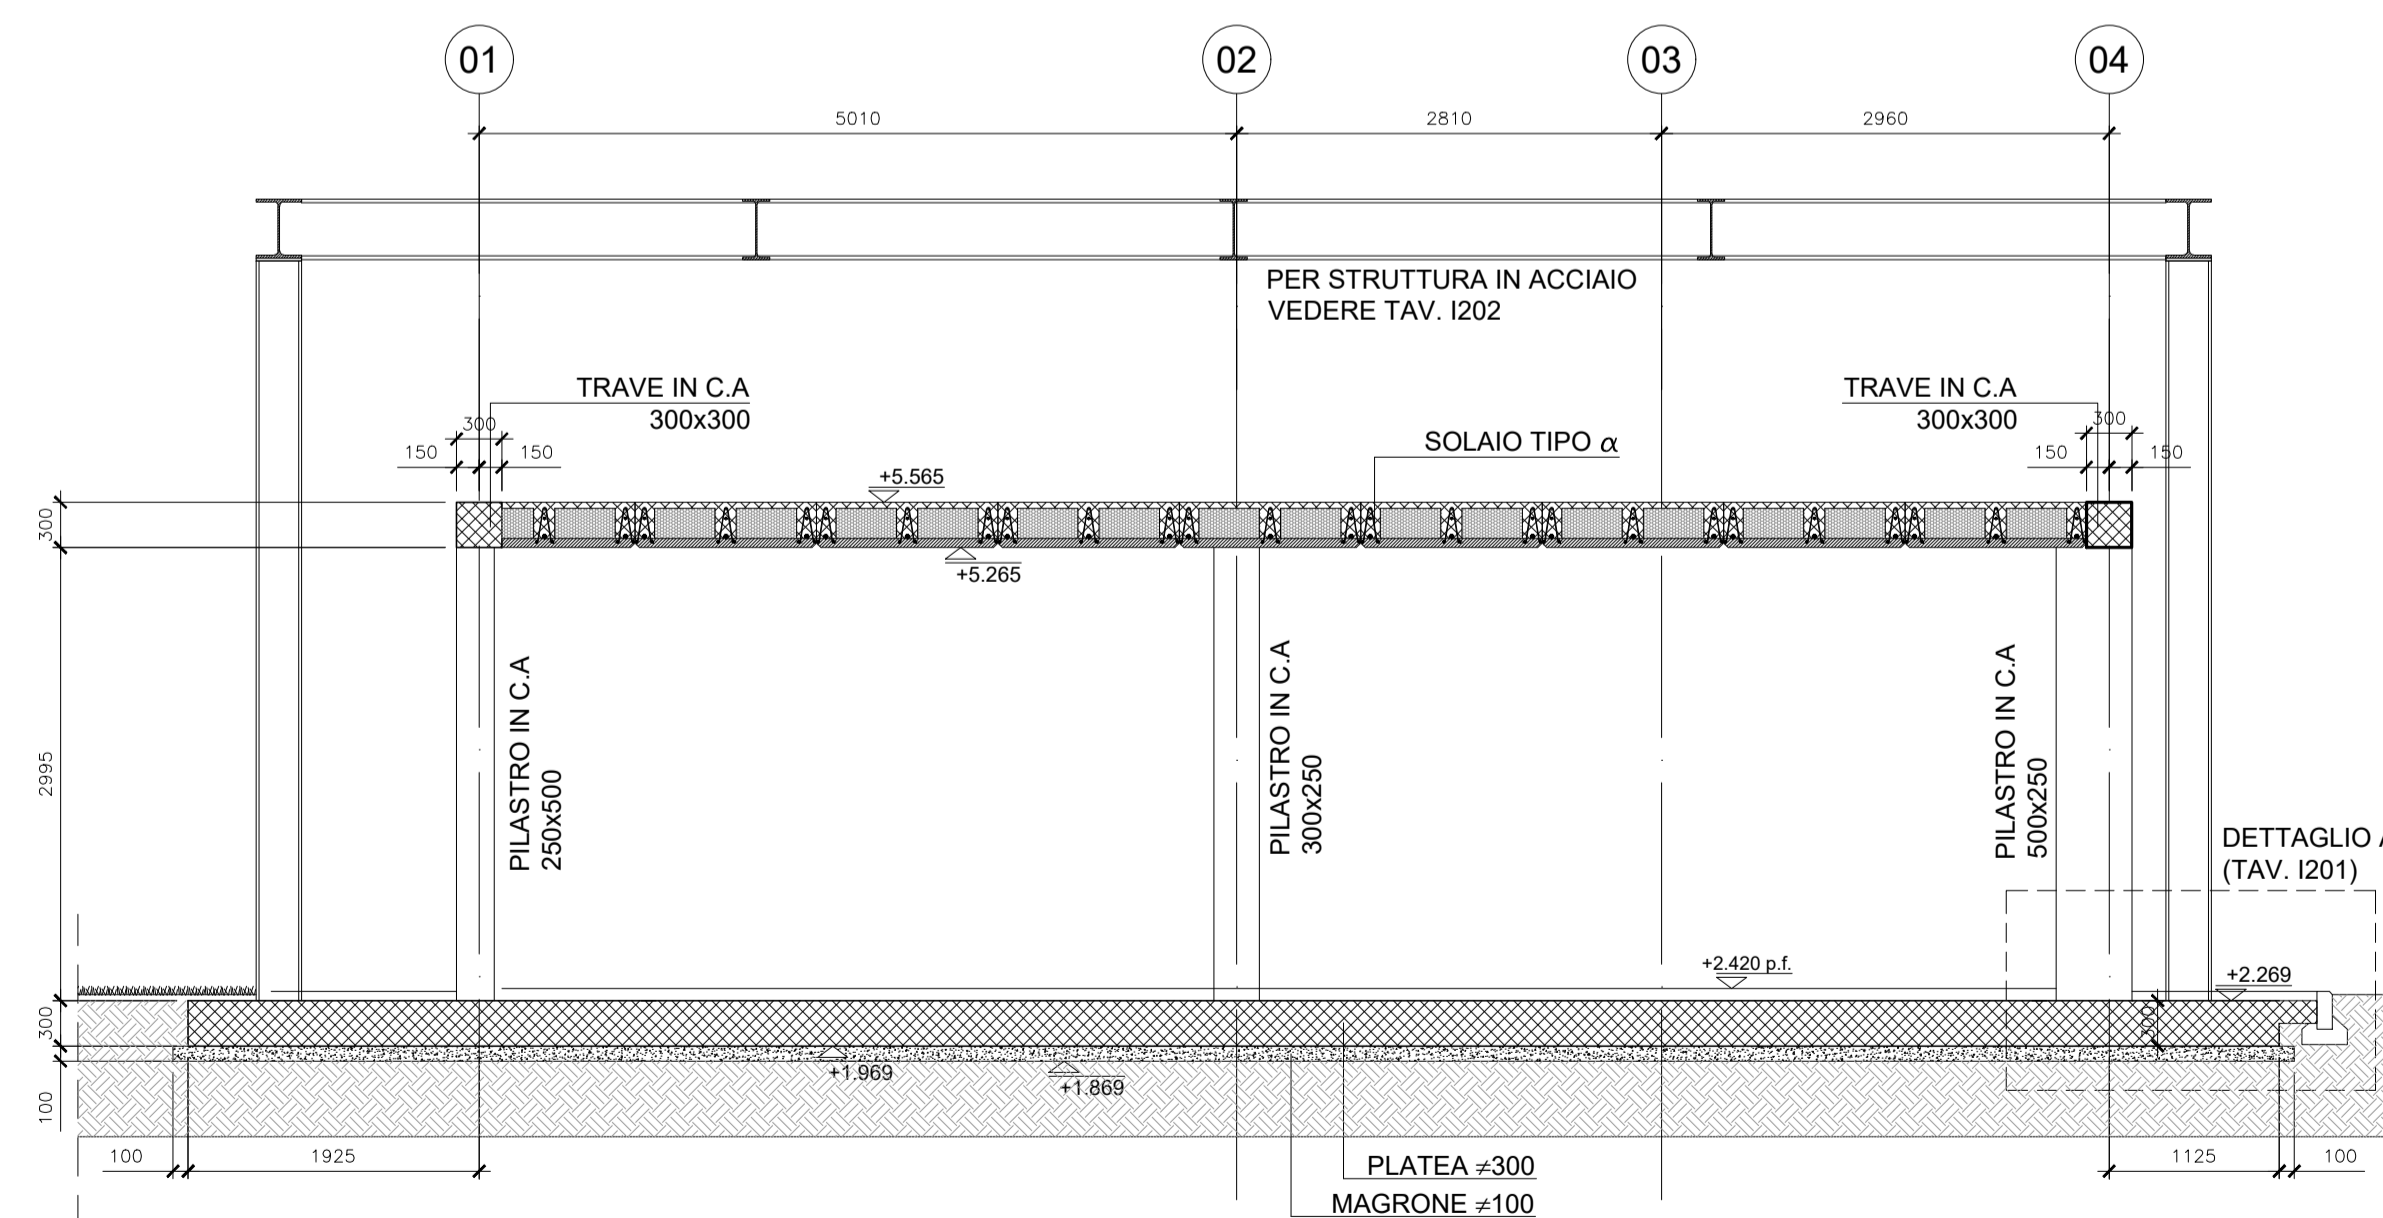 01
02
03
04
5010
2810
2960
PER STRUTTURA IN ACCIAIO
VEDERE TAV. I202
TRAVE IN C.A
300x300
300
150
150
TRAVE IN C.A
300x300
300
150
150
SOLAIO TIPO α
+5.565
+5.265
300
2995
300
100
PILASTRO IN C.A
250x500
PILASTRO IN C.A
300x250
PILASTRO IN C.A
500x250
DETTAGLIO A
(TAV. I201)
+2.420 p.f.
+2.269
300
+1.969
+1.869
100
1925
1125
100
PLATEA ≠300
MAGRONE ≠100